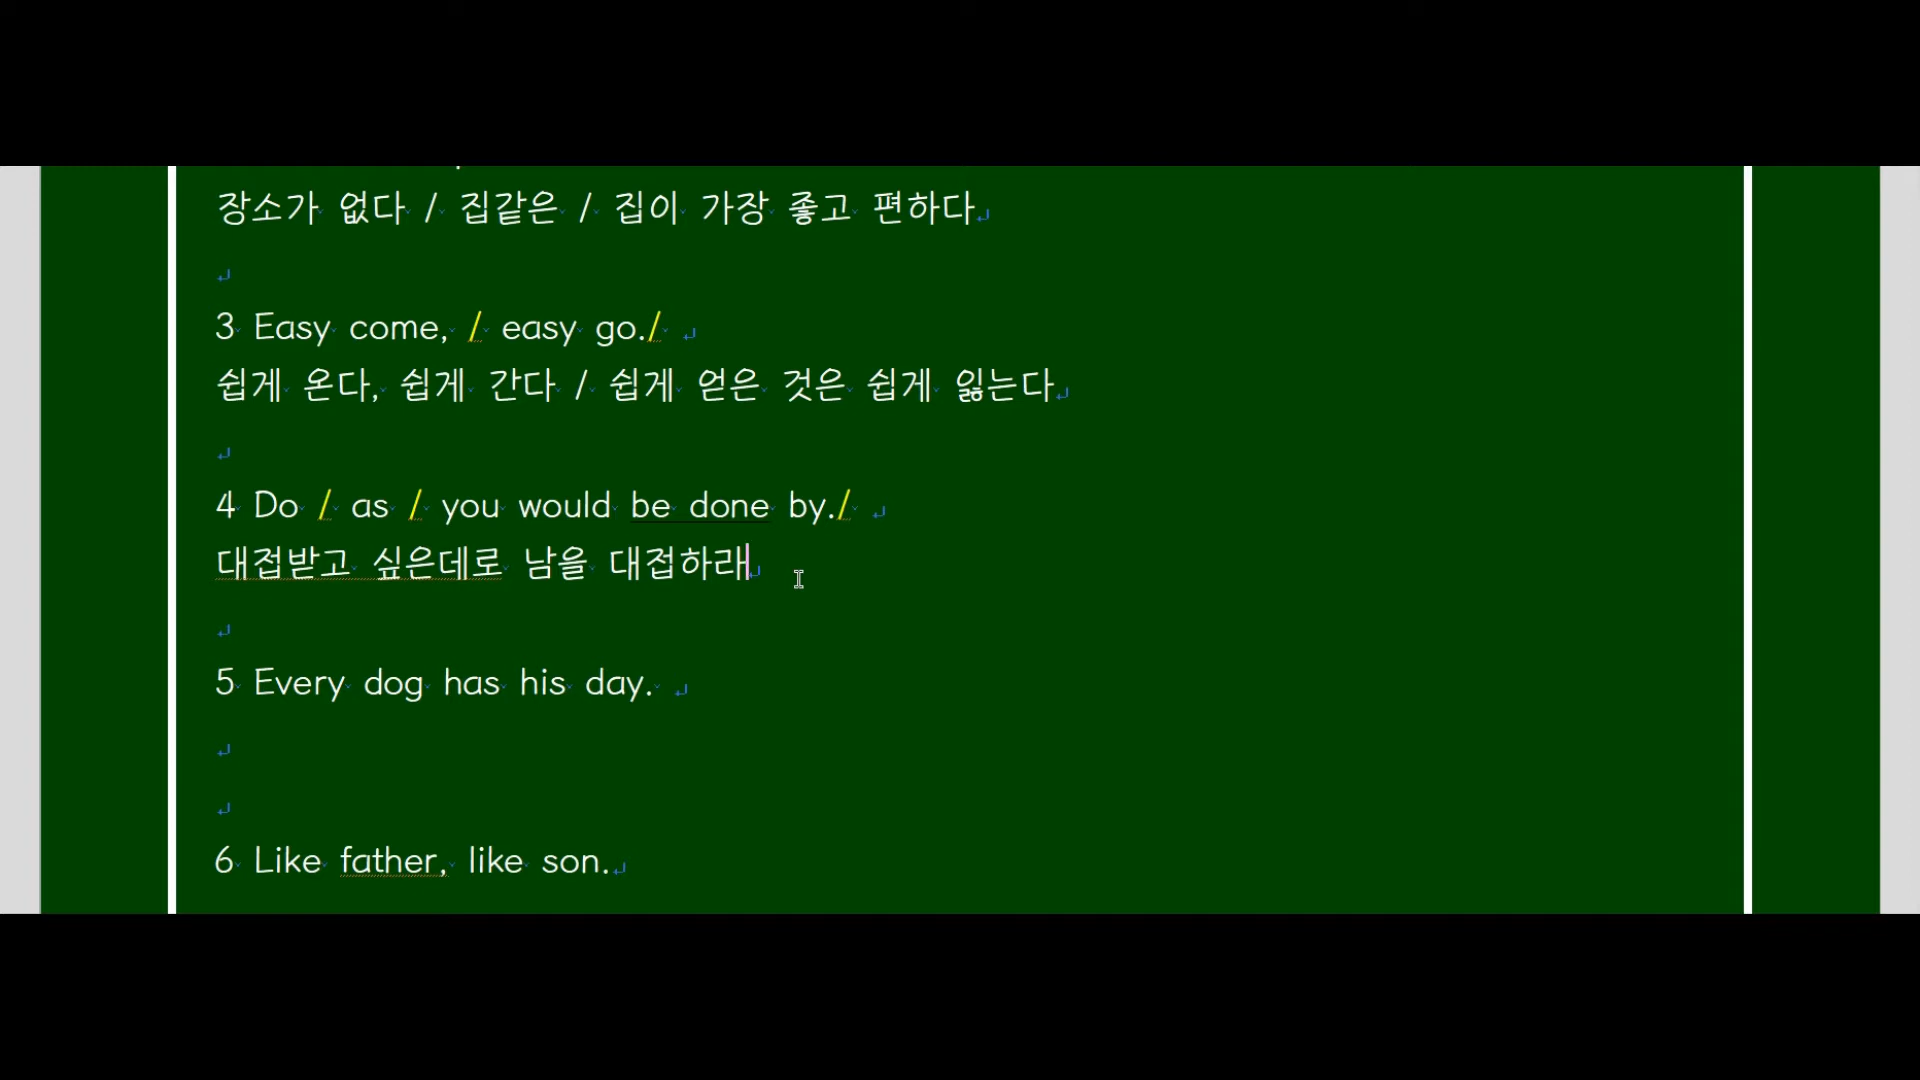 장소가 없다 / 집같은 / 집이 가장 좋고 편하다
3 Easy come, / easy go./
쉽게 온다, 쉽게 간다 / 쉽게 얻은 것은 쉽게 잃는다
4 Do / as / you would be done by./
대접받고 싶은데로 남을 대접하라
5 Every dog has his day.
6 Like father, like son.